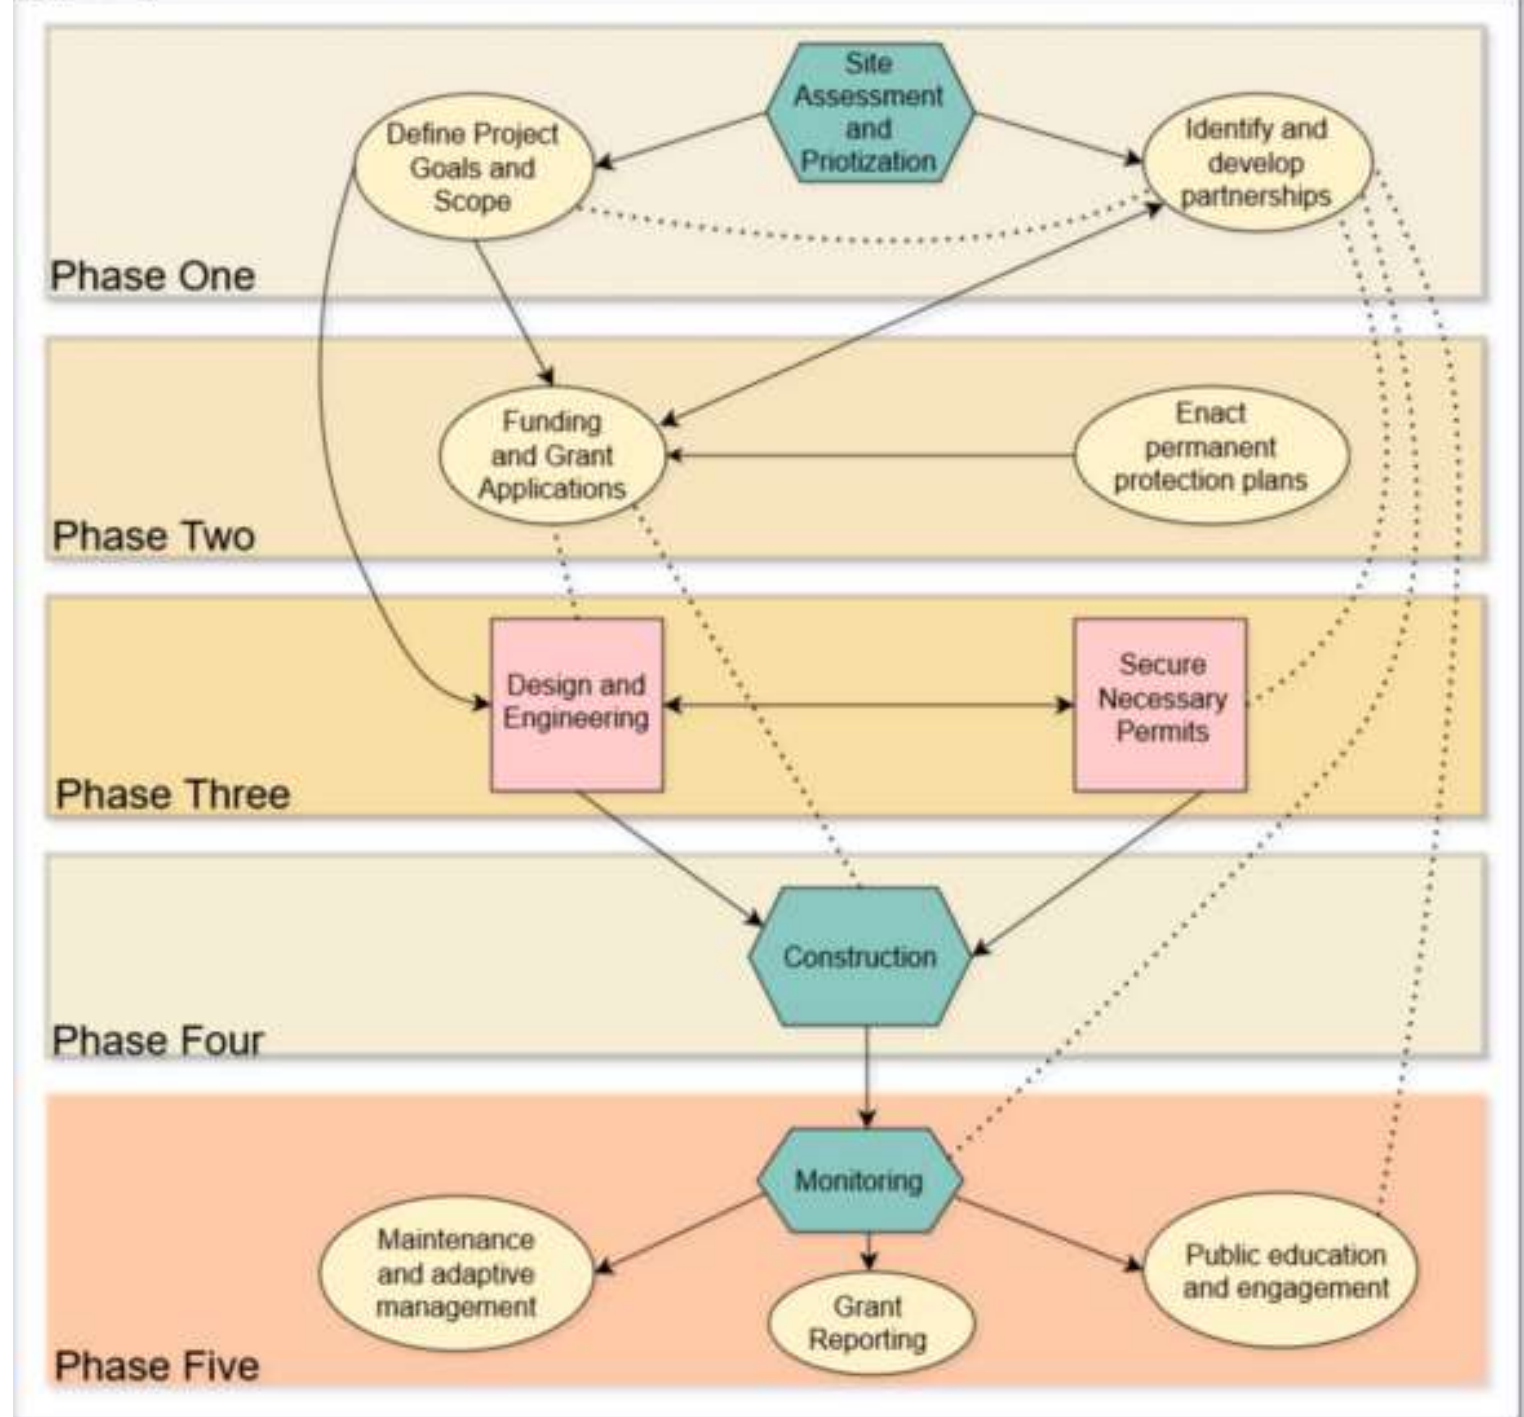 Site
Assessment
and
Priotization
Define Project
Goals and
Scope
Identify and
develop
partnerships
Phase One
Funding
and Grant
Applications
Enact
permanent
protection plans
Phase Two
Design and
Engineering
Secure
Necessary
Permits
Phase Three
Construction
Phase Four
Monitoring
Maintenance
and adaptive
management
Grant
Reporting
Public education
and engagement
Phase Five